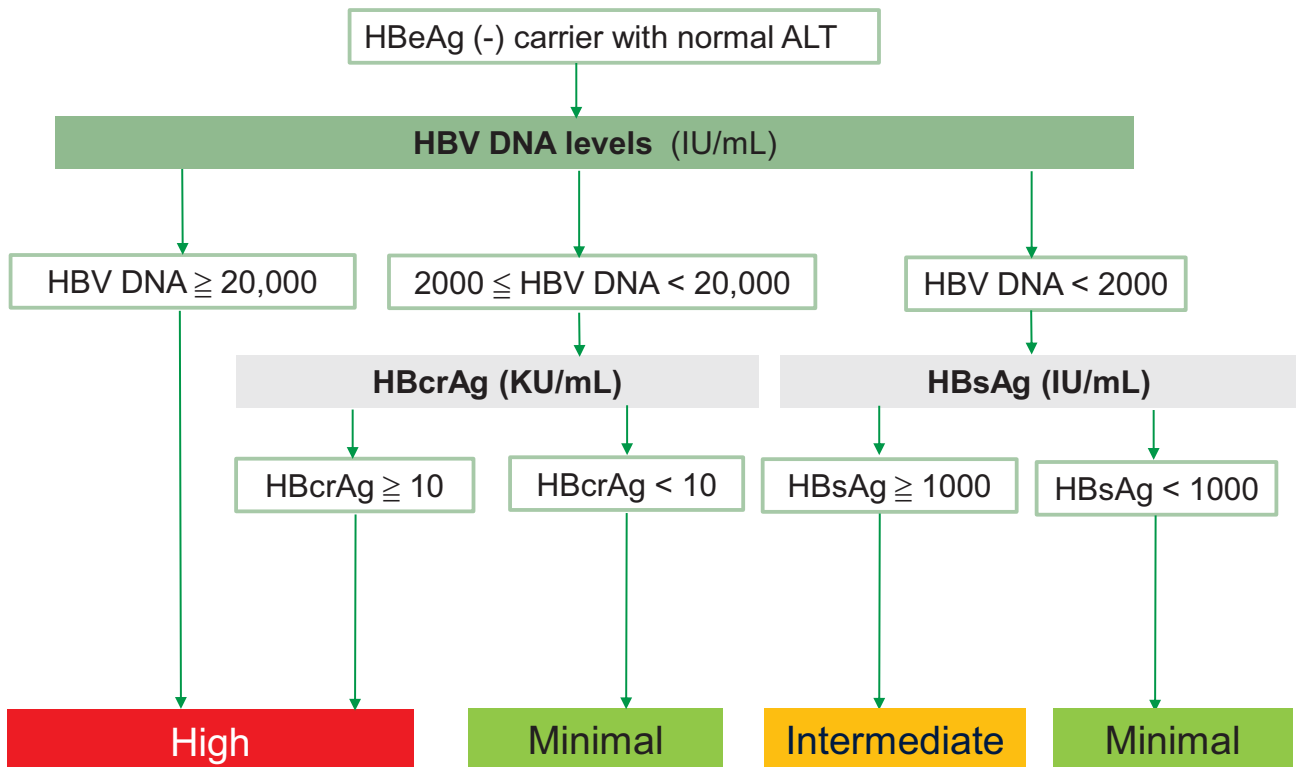 HBeAg (-) carrier with normal ALT
HBV DNA levels (IU/mL)
HBV DNA ≧ 20,000
2000 ≦ HBV DNA < 20,000
HBV DNA < 2000
HBcrAg (KU/mL)
HBsAg (IU/mL)
HBcrAg ≧ 10
HBcrAg < 10
HBsAg ≧ 1000
HBsAg < 1000
High
Minimal
Intermediate
Minimal